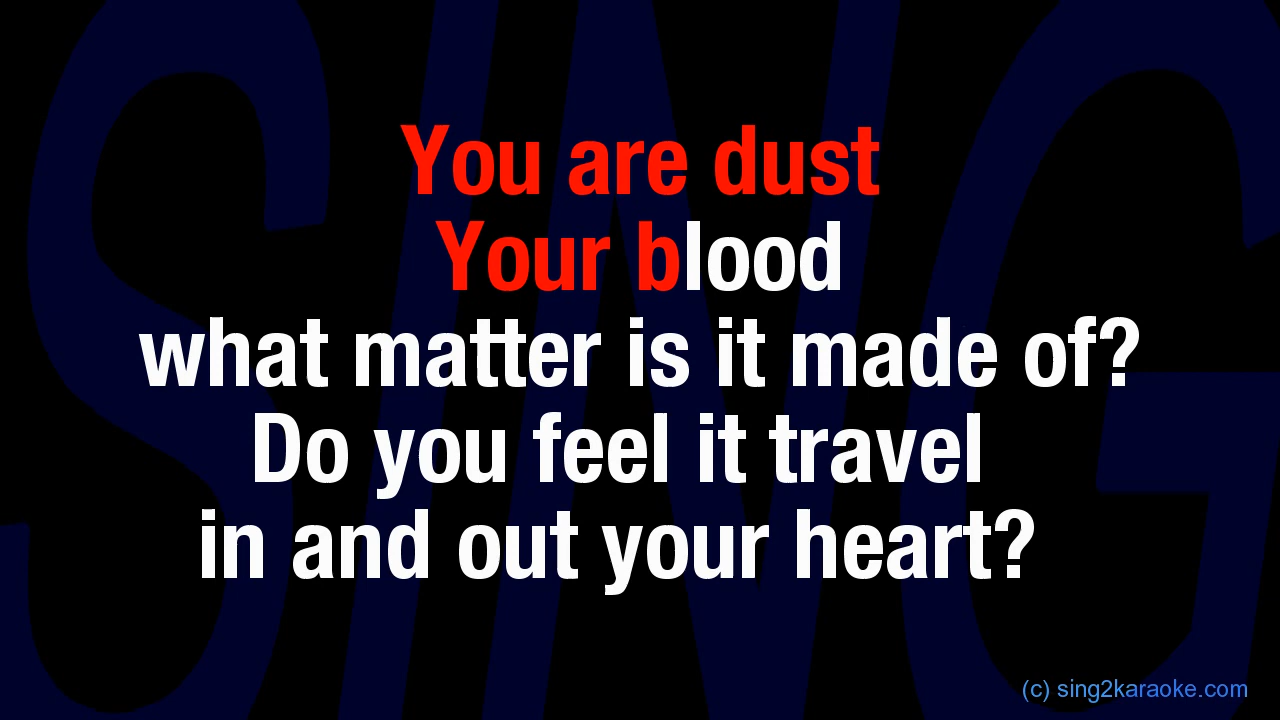 SING
You are dust
Your blood
what matter is it made of?
Do you feel it travel
in and out your heart?
(c) sing2karaoke.com